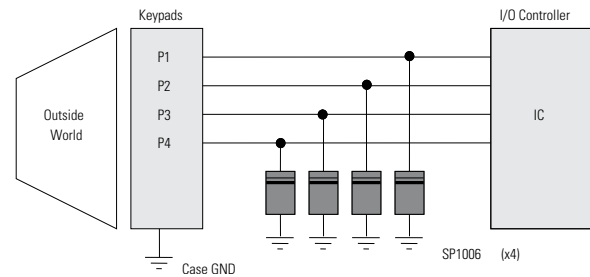 Keypads
I/O Controller
P1
P2
P3
P4
Outside
World
IC
SP1006 (x4)
Case GND